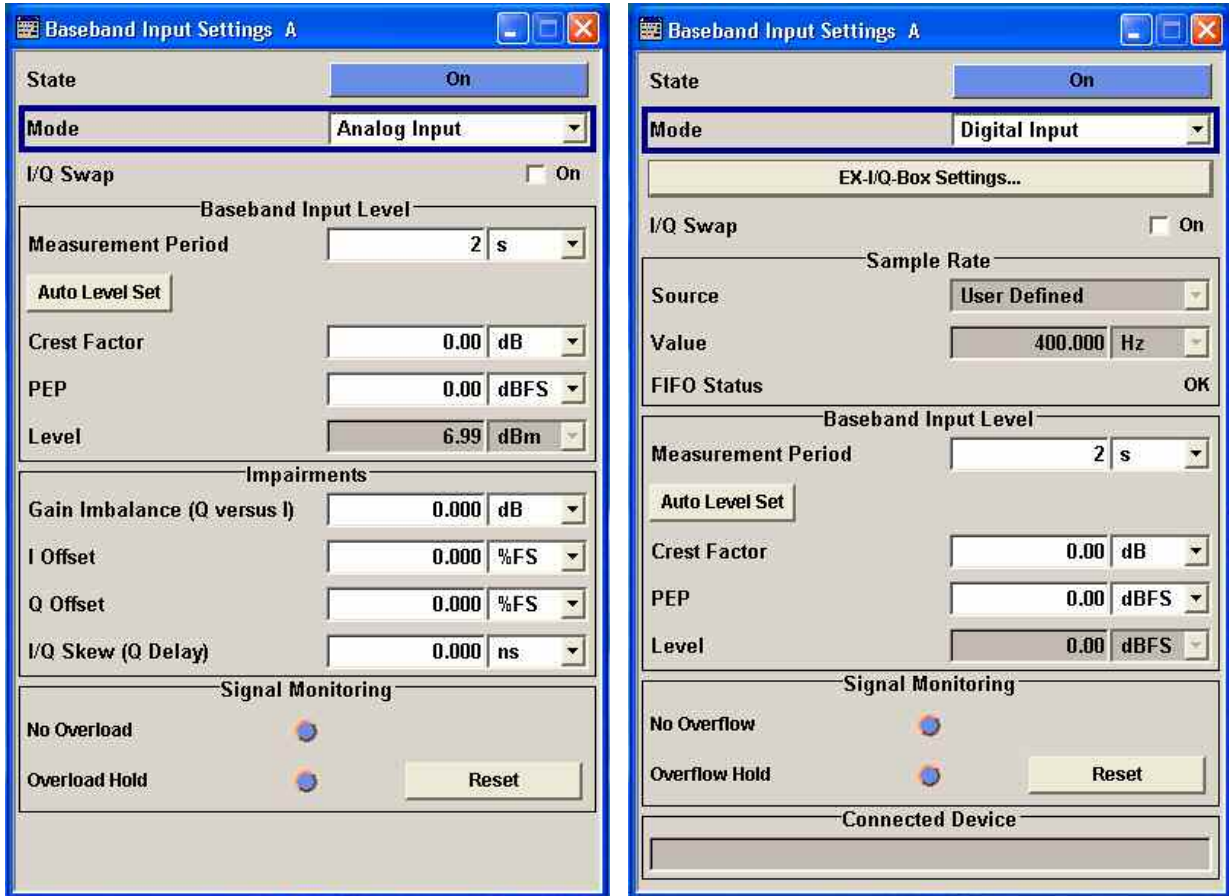 Baseband Input Settings A
State On
Mode Analog Input
I/Q Swap On
Baseband Input Level
Measurement Period 2 s
Auto Level Set
Crest Factor 0.00 dB
PEP 0.00 dBFS
Level 6.99 dBm
Impairments
Gain Imbalance (Q versus I) 0.000 dB
I Offset 0.000 %FS
Q Offset 0.000 %FS
I/Q Skew (Q Delay) 0.000 ns
Signal Monitoring
No Overload
Overload Hold Reset
Baseband Input Settings A
State On
Mode Digital Input
EX-I/Q-Box Settings...
I/Q Swap On
Sample Rate
Source User Defined
Value 400.000 Hz
FIFO Status OK
Baseband Input Level
Measurement Period 2 s
Auto Level Set
Crest Factor 0.00 dB
PEP 0.00 dBFS
Level 0.00 dBFS
Signal Monitoring
No Overflow
Overflow Hold Reset
Connected Device